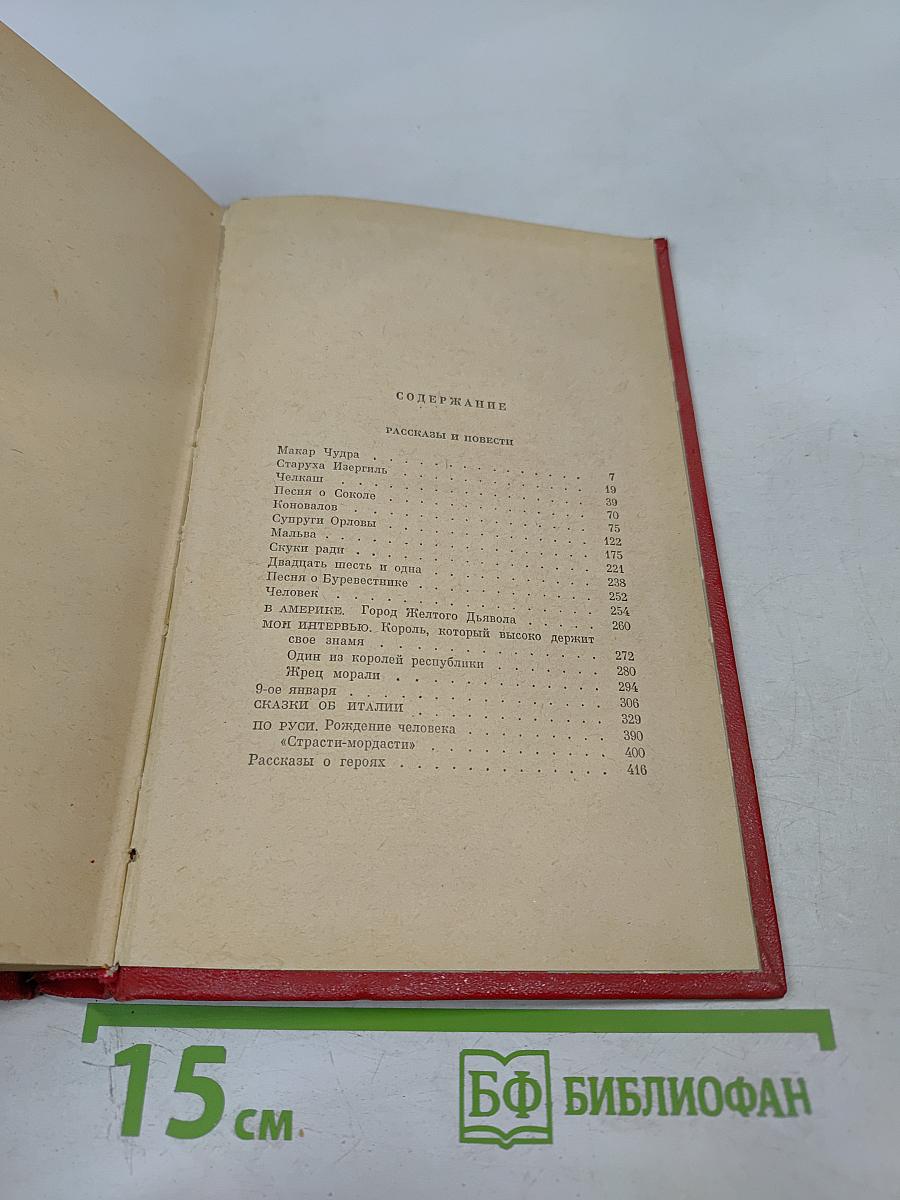 СОДЕРЖАНИЕ
РАССКАЗЫ И ПОВЕСТИ
Макар Чудра . . . . . . . . . . . . 7
Старуха Изергиль . . . . . . . . . . . 19
Челкаш . . . . . . . . . . . . . 39
Песня о Соколе . . . . . . . . . . . 70
Коновалов . . . . . . . . . . . . . 75
Супруги Орловы . . . . . . . . . . . 122
Мальва . . . . . . . . . . . . . 175
Скуки ради . . . . . . . . . . . . 221
Двадцать шесть и одна . . . . . . . . . 238
Песня о Буревестнике . . . . . . . . . 252
Человек . . . . . . . . . . . . . 254
В АМЕРИКЕ. Город Желтого Дьявола . . . . . 260
МОИ ИНТЕРВЬЮ. Король, который высоко держит
свое знамя . . . . . . . . . . . 272
Один из королей республики . . . . . . 280
Жрец морали . . . . . . . . . . 294
9-ое января . . . . . . . . . . . . 306
СКАЗКИ ОБ ИТАЛИИ . . . . . . . . . . 329
ПО РУСИ. Рождение человека . . . . . . . 390
«Страсти-мордасти» . . . . . . . . . 400
Рассказы о героях . . . . . . . . . . . 416
15 см
БФ БИБЛИОФАН